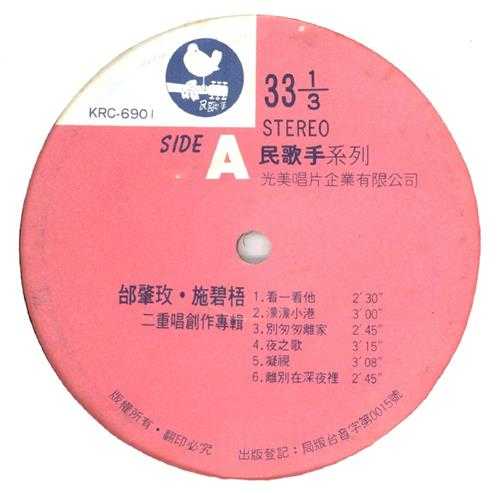 民歌手
KRC-6901
33 1/3
STEREO
SIDE A
民歌手系列
光美唱片企業有限公司
邰肇玫・施碧梧
二重唱創作專輯
1.看一看他 2'30"
2.濛濛小港 3'00"
3.別匆匆離家 2'45"
4.夜之歌 3'15"
5.凝視 3'08"
6.離別在深夜裡 2'45"
版權所有・翻印必究
出版登記：局版台音字第0015號